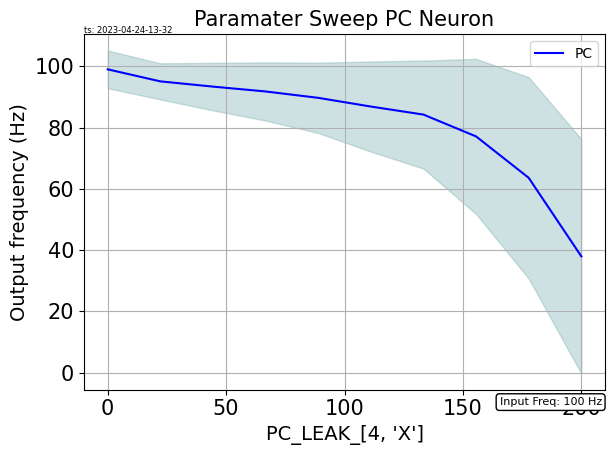 Paramater Sweep PC Neuron
ts: 2023-04-24-13-32
PC
100
80
60
40
20
0
Output frequency (Hz)
0 50 100 150 200
Input Freq: 100 Hz
PC_LEAK_[4, 'X']